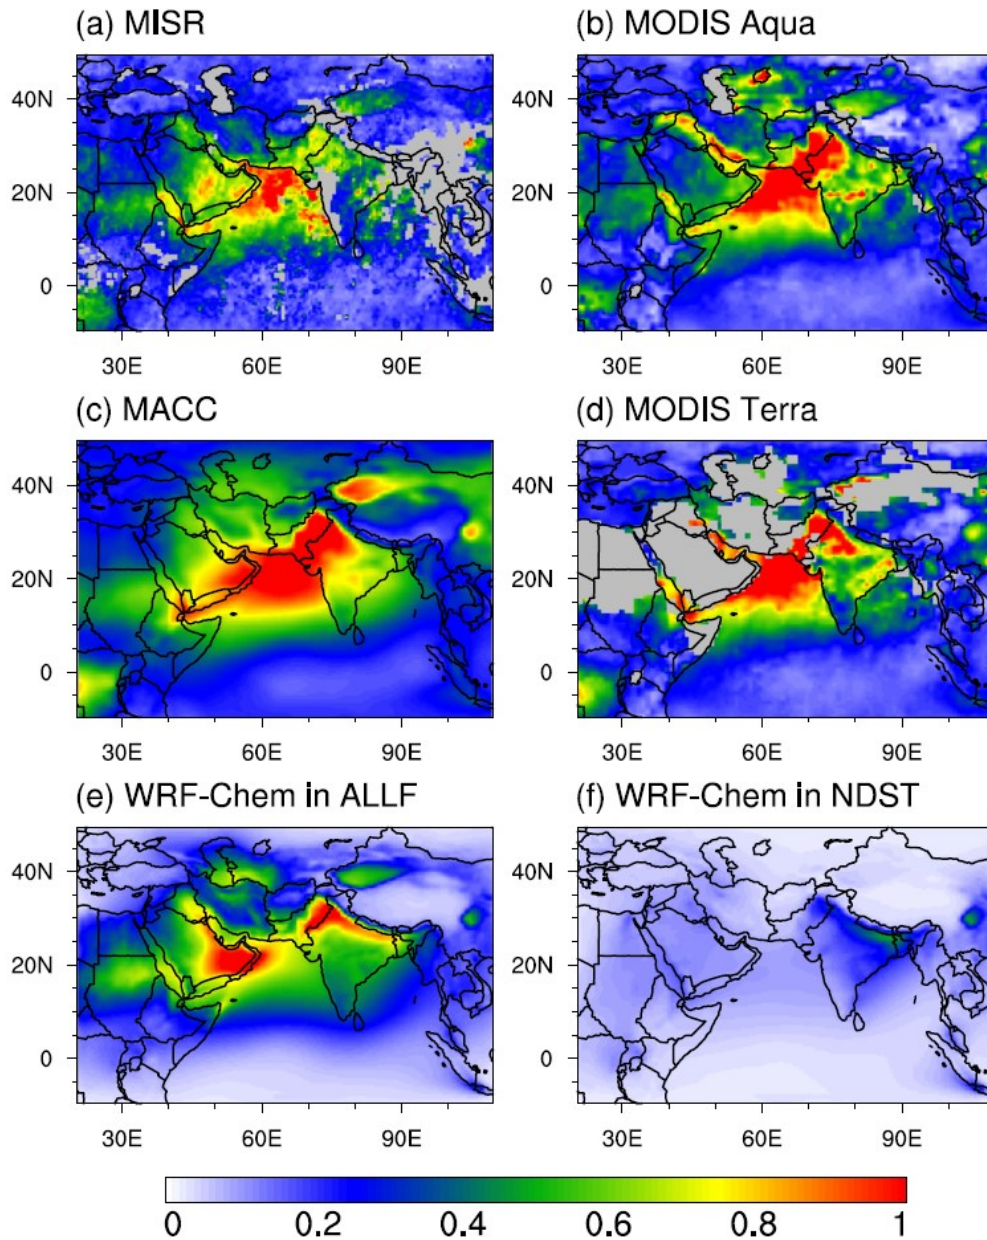 (a) MISR
(b) MODIS Aqua
40N
20N
0
30E 60E 90E
40N
20N
0
30E 60E 90E
(c) MACC
(d) MODIS Terra
40N
20N
0
30E 60E 90E
40N
20N
0
30E 60E 90E
(e) WRF-Chem in ALLF
(f) WRF-Chem in NDST
40N
20N
0
30E 60E 90E
40N
20N
0
30E 60E 90E
0 0.2 0.4 0.6 0.8 1